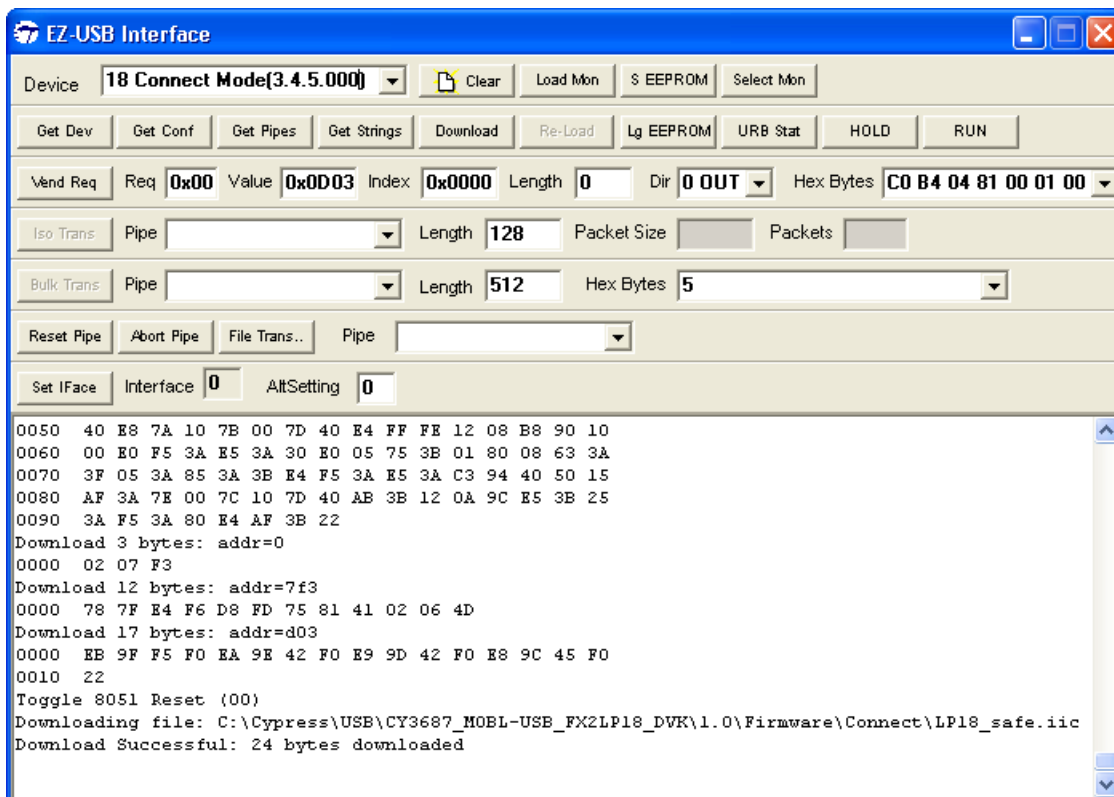 EZ-USB Interface
Device 18 Connect Mode(3.4.5.000) Clear Load Mon S EEPROM Select Mon
Get Dev Get Conf Get Pipes Get Strings Download Re-Load Lg EEPROM URB Stat HOLD RUN
Vend Req Req 0x00 Value 0x0D03 Index 0x0000 Length 0 Dir 0 OUT Hex Bytes C0 B4 04 81 00 01 00
Iso Trans Pipe Length 128 Packet Size Packets
Bulk Trans Pipe Length 512 Hex Bytes 5
Reset Pipe Abort Pipe File Trans.. Pipe
Set IFace Interface 0 AltSetting 0
0050 40 E8 7A 10 7B 00 7D 40 E4 FF FE 12 08 B8 90 10
0060 00 E0 F5 3A E5 3A 30 E0 05 75 3B 01 80 08 63 3A
0070 3F 05 3A 85 3A 3B E4 F5 3A E5 3A C3 94 40 50 15
0080 AF 3A 7E 00 7C 10 7D 40 AB 3B 12 0A 9C E5 3B 25
0090 3A F5 3A 80 E4 AF 3B 22
Download 3 bytes: addr=0
0000 02 07 F3
Download 12 bytes: addr=7f3
0000 78 7F E4 F6 D8 FD 75 81 41 02 06 4D
Download 17 bytes: addr=d03
0000 EB 9F F5 F0 EA 9E 42 F0 E9 9D 42 F0 E8 9C 45 F0
0010 22
Toggle 8051 Reset (00)
Downloading file: C:\Cypress\USB\CY3687_MOBL-USB_FX2LP18_DVK\1.0\Firmware\Connect\LP18_safe.iic
Download Successful: 24 bytes downloaded